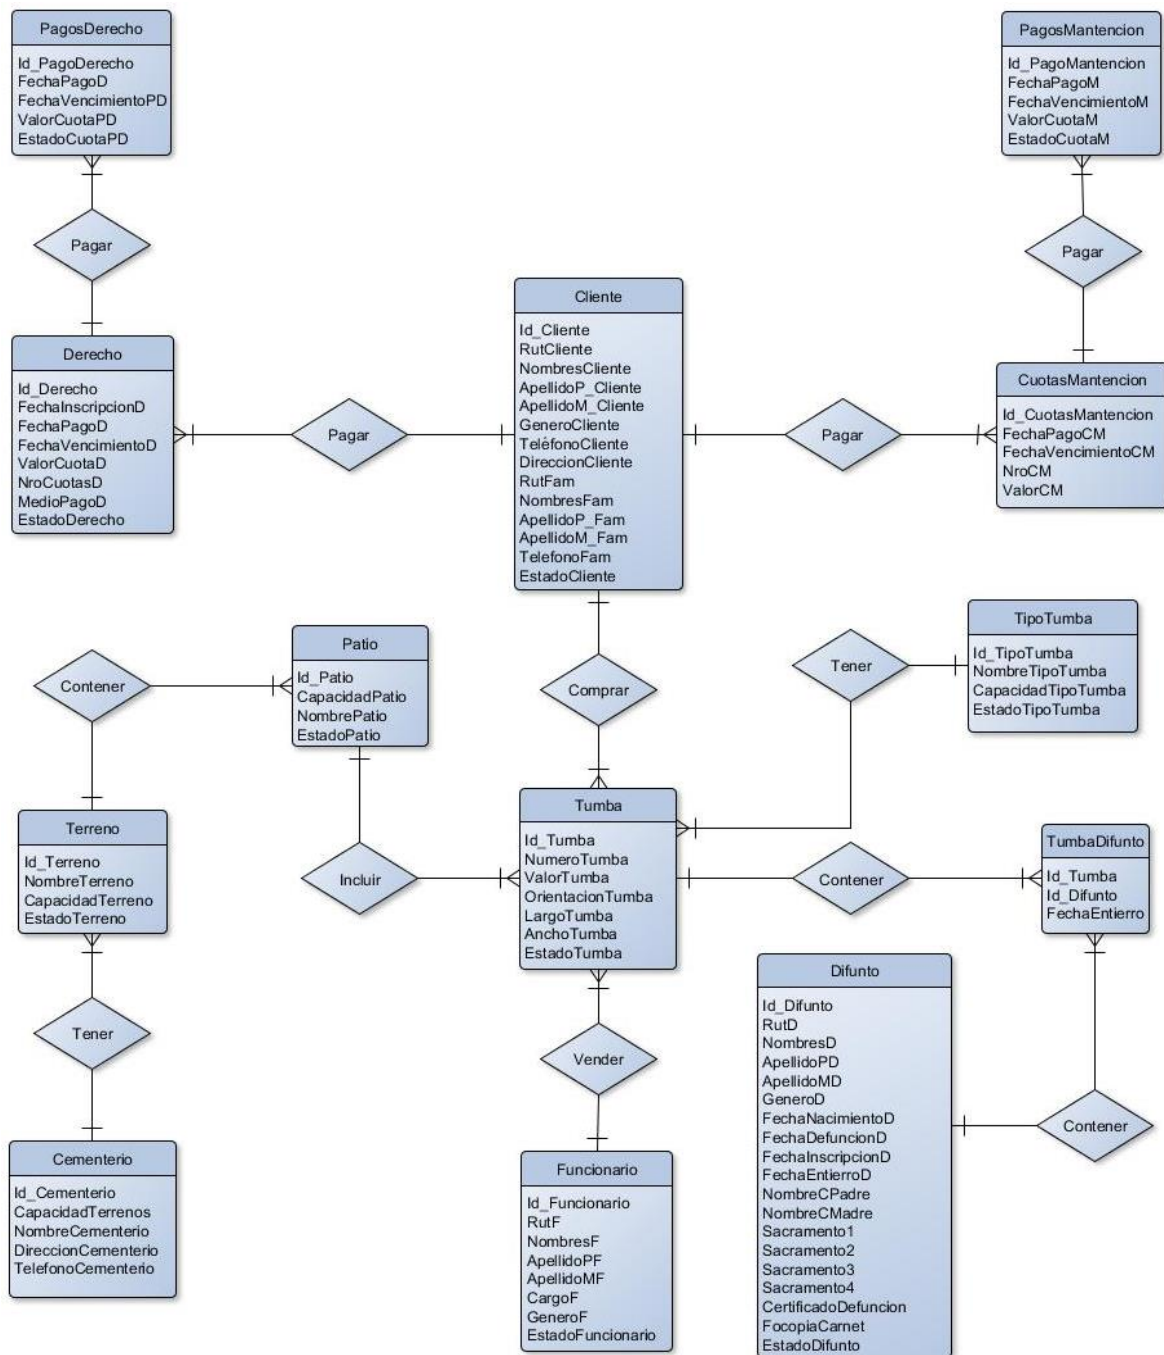 PagosDerecho
Id_PagoDerecho
FechaPagoD
FechaVencimientoPD
ValorCuotaPD
EstadoCuotaPD
PagosMantencion
Id_PagoMantencion
FechaPagoM
FechaVencimientoM
ValorCuotaM
EstadoCuotaM
Pagar
Pagar
Cliente
Id_Cliente
RutCliente
NombresCliente
ApellidoP_Cliente
ApellidoM_Cliente
GeneroCliente
TeléfonoCliente
DireccionCliente
RutFam
NombresFam
ApellidoP_Fam
ApellidoM_Fam
TelefonoFam
EstadoCliente
Derecho
Id_Derecho
FechaInscripcionD
FechaPagoD
FechaVencimientoD
ValorCuotaD
NroCuotasD
MedioPagoD
EstadoDerecho
Pagar
Pagar
CuotasMantencion
Id_CuotasMantencion
FechaPagoCM
FechaVencimientoCM
NroCM
ValorCM
Contener
Patio
Id_Patio
CapacidadPatio
NombrePatio
EstadoPatio
Comprar
Tener
TipoTumba
Id_TipoTumba
NombreTipoTumba
CapacidadTipoTumba
EstadoTipoTumba
Terreno
Id_Terreno
NombreTerreno
CapacidadTerreno
EstadoTerreno
Incluir
Tumba
Id_Tumba
NumeroTumba
ValorTumba
OrientacionTumba
LargoTumba
AnchoTumba
EstadoTumba
Contener
TumbaDifunto
Id_Tumba
Id_Difunto
FechaEntierro
Tener
Vender
Difunto
Id_Difunto
RutD
NombresD
ApellidoPD
ApellidoMD
GeneroD
FechaNacimientoD
FechaDefuncionD
FechaInscripcionD
FechaEntierroD
NombreCPadre
NombreCMadre
Sacramento1
Sacramento2
Sacramento3
Sacramento4
CertificadoDefuncion
FocopiaCarnet
EstadoDifunto
Contener
Cementerio
Id_Cementerio
CapacidadTerrenos
NombreCementerio
DireccionCementerio
TelefonoCementerio
Funcionario
Id_Funcionario
RutF
NombresF
ApellidoPF
ApellidoMF
CargoF
GeneroF
EstadoFuncionario